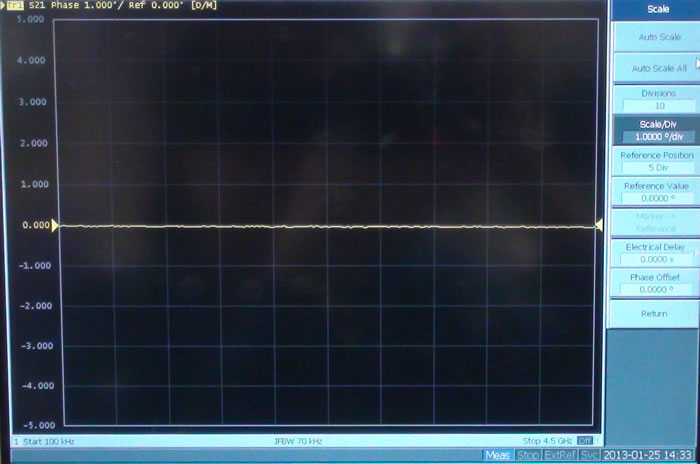 Tr1 S21 Phase 1.000°/ Ref 0.000° [D/M]
5.000
4.000
3.000
2.000
1.000
0.000
-1.000
-2.000
-3.000
-4.000
-5.000
1 Start 100 kHz
IFBW 70 kHz
Stop 4.5 GHz Off
Scale
Auto Scale
Auto Scale All
Divisions
10
Scale/Div
1.0000 °/div
Reference Position
5 Div
Reference Value
0.0000 °
Marker ->
Reference
Electrical Delay
0.0000 s
Phase Offset
0.0000 °
Return
Meas Stop ExtRef Svc 2013-01-25 14:33